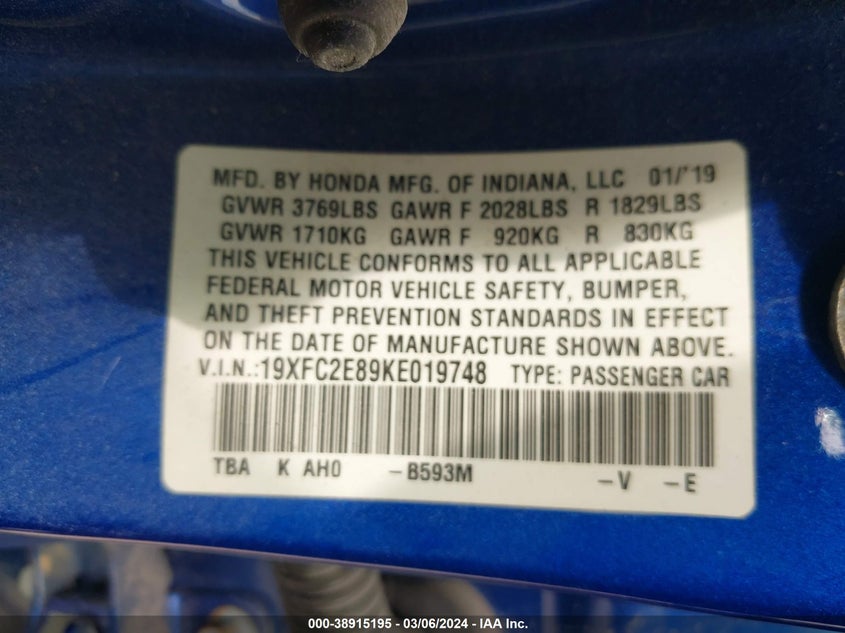 MFD. BY HONDA MFG. OF INDIANA, LLC 01/'19
GVWR 3769LBS GAWR F 2028LBS R 1829LBS
GVWR 1710KG GAWR F 920KG R 830KG
THIS VEHICLE CONFORMS TO ALL APPLICABLE
FEDERAL MOTOR VEHICLE SAFETY, BUMPER,
AND THEFT PREVENTION STANDARDS IN EFFECT
ON THE DATE OF MANUFACTURE SHOWN ABOVE.
V.I.N.:19XFC2E89KE019748 TYPE: PASSENGER CAR
TBA K AH0 -B593M -V -E
000-38915195 - 03/06/2024 - IAA Inc.